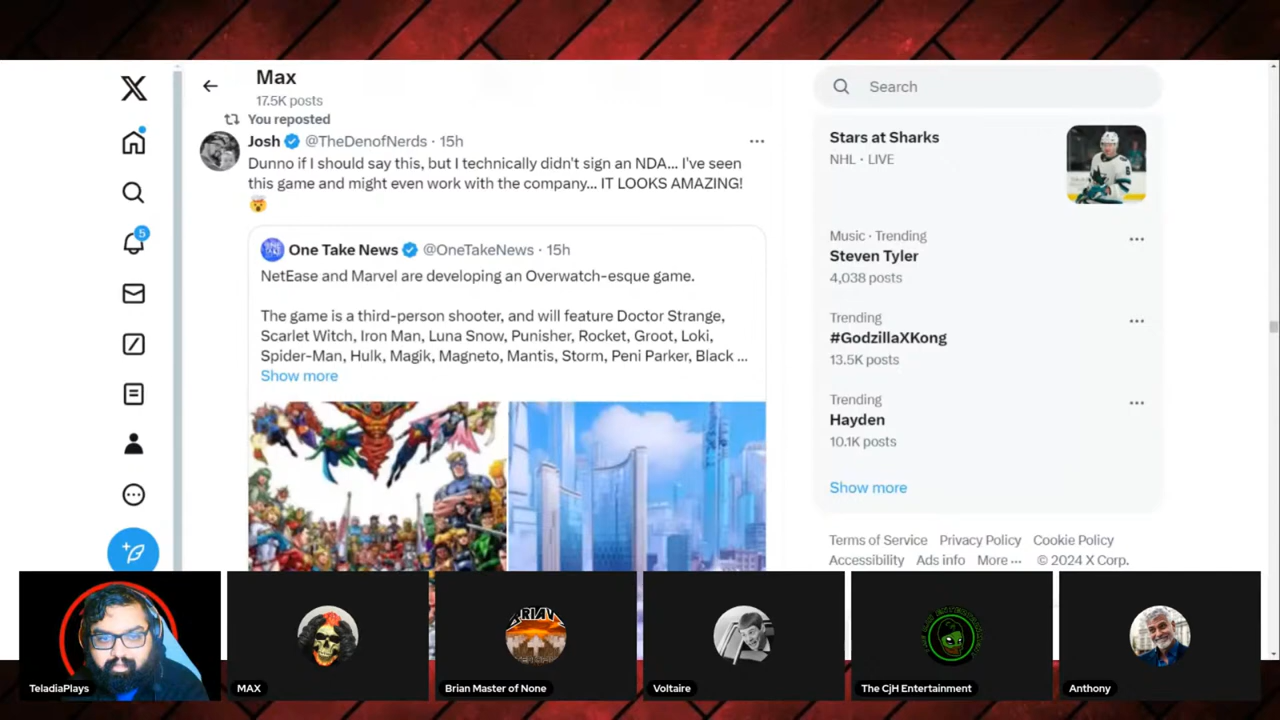 Max
17.5K posts
You reposted
Josh @TheDenofNerds · 15h
Dunno if I should say this, but I technically didn't sign an NDA... I've seen
this game and might even work with the company... IT LOOKS AMAZING!
🤯
One Take News @OneTakeNews · 15h
NetEase and Marvel are developing an Overwatch-esque game.
The game is a third-person shooter, and will feature Doctor Strange,
Scarlet Witch, Iron Man, Luna Snow, Punisher, Rocket, Groot, Loki,
Spider-Man, Hulk, Magik, Magneto, Mantis, Storm, Peni Parker, Black ...
Show more
5
Search
Stars at Sharks
NHL · LIVE
Music · Trending
Steven Tyler
4,038 posts
Trending
#GodzillaXKong
13.5K posts
Trending
Hayden
10.1K posts
Show more
Terms of Service Privacy Policy Cookie Policy
Accessibility Ads info More ··· © 2024 X Corp.
TeladiaPlays
MAX
Brian Master of None
Voltaire
The CjH Entertainment
Anthony